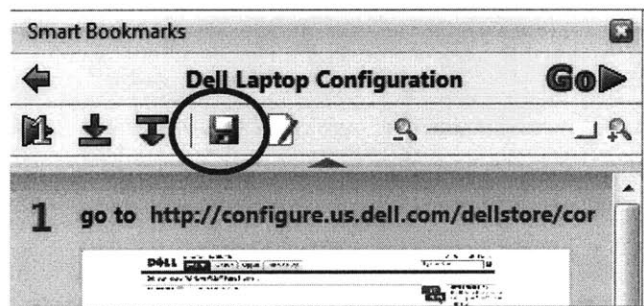 Smart Bookmarks
Dell Laptop Configuration
Go
1 go to http://configure.us.dell.com/dellstore/cor
DELL